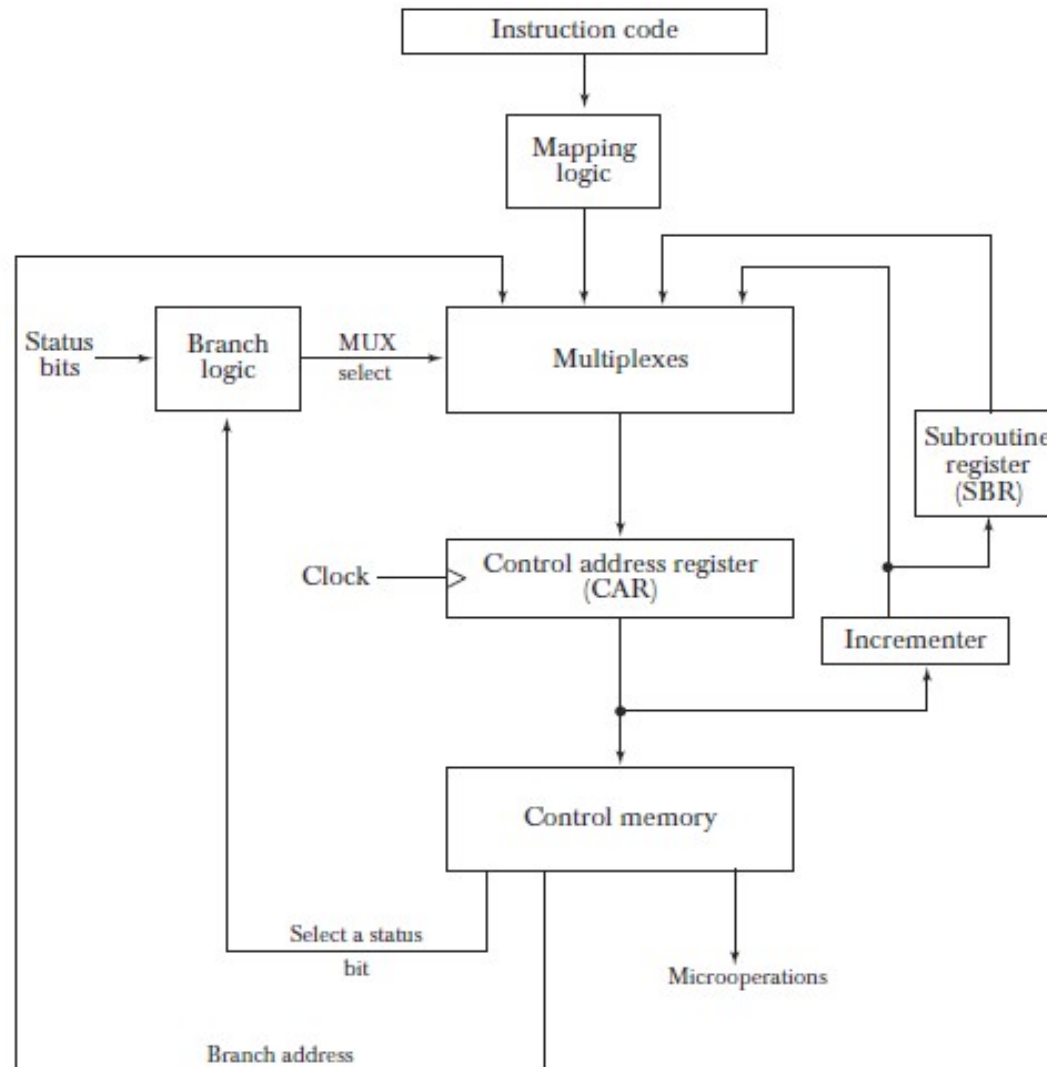 Instruction code
Mapping
logic
Status
bits
Branch
logic
MUX
select
Multiplexes
Subroutine
register
(SBR)
Clock
Control address register
(CAR)
Incrementer
Control memory
Select a status
bit
Microoperations
Branch address